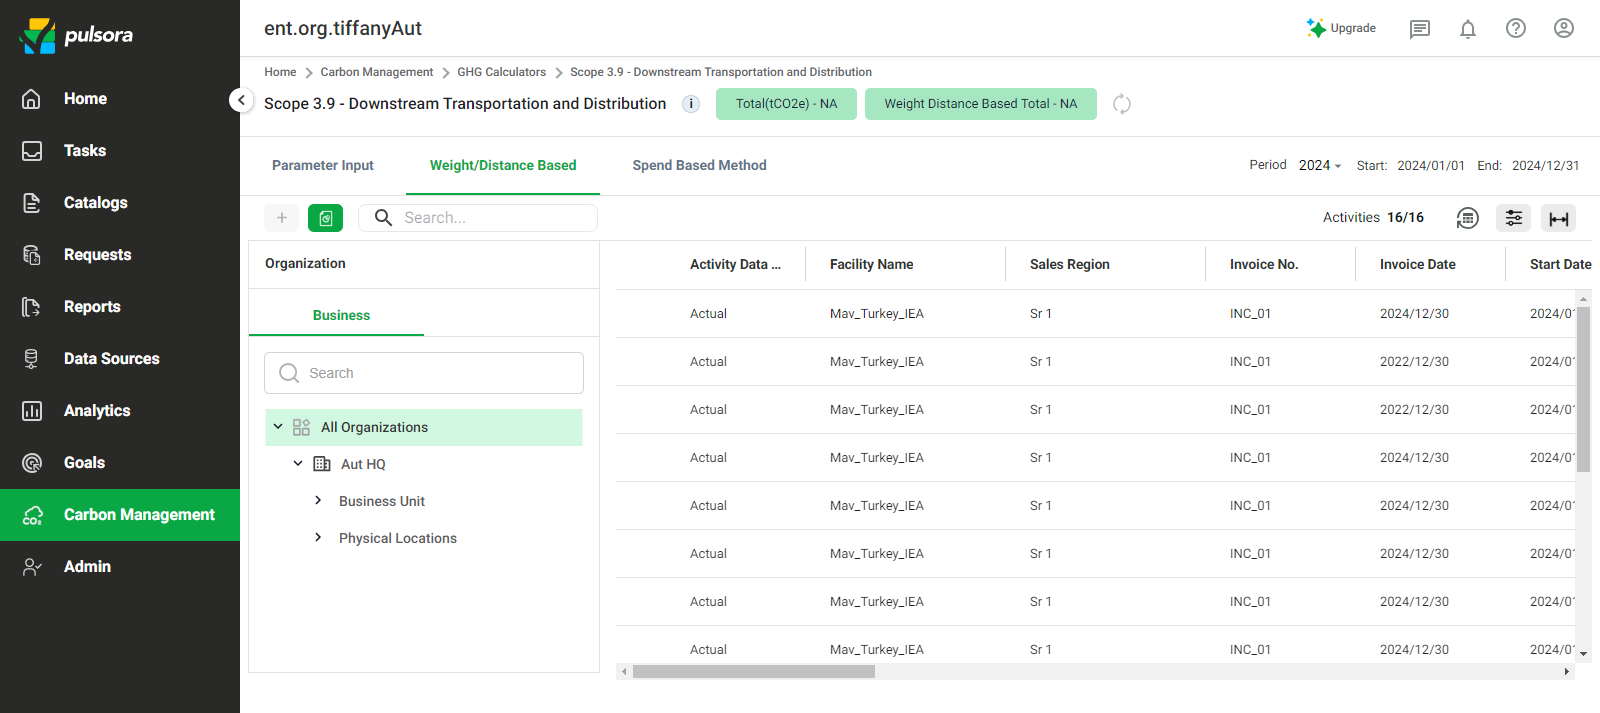 pulsora
ent.org.tiffanyAut
Upgrade
Home
Tasks
Catalogs
Requests
Reports
Data Sources
Analytics
Goals
Carbon Management
Admin
Home > Carbon Management > GHG Calculators > Scope 3.9 - Downstream Transportation and Distribution
Scope 3.9 - Downstream Transportation and Distribution i Total(tCO2e) - NA Weight Distance Based Total - NA
Parameter Input Weight/Distance Based Spend Based Method Period 2024 Start: 2024/01/01 End: 2024/12/31
+ Search... Activities 16/16
Organization
Business
Search
All Organizations
Aut HQ
Business Unit
Physical Locations
Activity Data ... Facility Name Sales Region Invoice No. Invoice Date Start Date
Actual Mav_Turkey_IEA Sr 1 INC_01 2024/12/30 2024/01
Actual Mav_Turkey_IEA Sr 1 INC_01 2022/12/30 2024/01
Actual Mav_Turkey_IEA Sr 1 INC_01 2022/12/30 2024/01
Actual Mav_Turkey_IEA Sr 1 INC_01 2024/12/30 2024/01
Actual Mav_Turkey_IEA Sr 1 INC_01 2024/12/30 2024/01
Actual Mav_Turkey_IEA Sr 1 INC_01 2024/12/30 2024/01
Actual Mav_Turkey_IEA Sr 1 INC_01 2024/12/30 2024/01
Actual Mav_Turkey_IEA Sr 1 INC_01 2024/12/30 2024/01